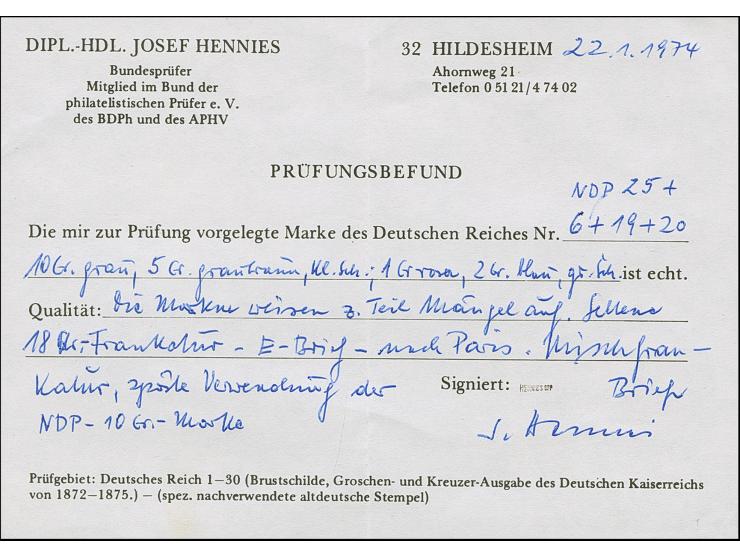 DIPL.-HDL. JOSEF HENNIES
Bundesprüfer
Mitglied im Bund der
philatelistischen Prüfer e. V.
des BDPh und des APHV
32 HILDESHEIM 22.1.1974
Ahornweg 21
Telefon 0 51 21/4 74 02
PRÜFUNGSBEFUND
NDP 25+
Die mir zur Prüfung vorgelegte Marke des Deutschen Reiches Nr. 6+19+20
10 Gr. grau, 5 Gr. graubraun, kl. Sch.; 1 Gr rosa, 2 Gr. blau, gr. Sch. ist echt.
Qualität: Die Marken weisen z. Teil Mängel auf. Seltene
18 Gr.-Frankatur - E-Brief - nach Paris. Mischfran-
katur, späte Verwendung der
NDP-10 Gr.-Marke
Signiert: HENNIES BPP Brief
J. Hennies
Prüfgebiet: Deutsches Reich 1–30 (Brustschilde, Groschen- und Kreuzer-Ausgabe des Deutschen Kaiserreichs
von 1872–1875.) – (spez. nachverwendete altdeutsche Stempel)